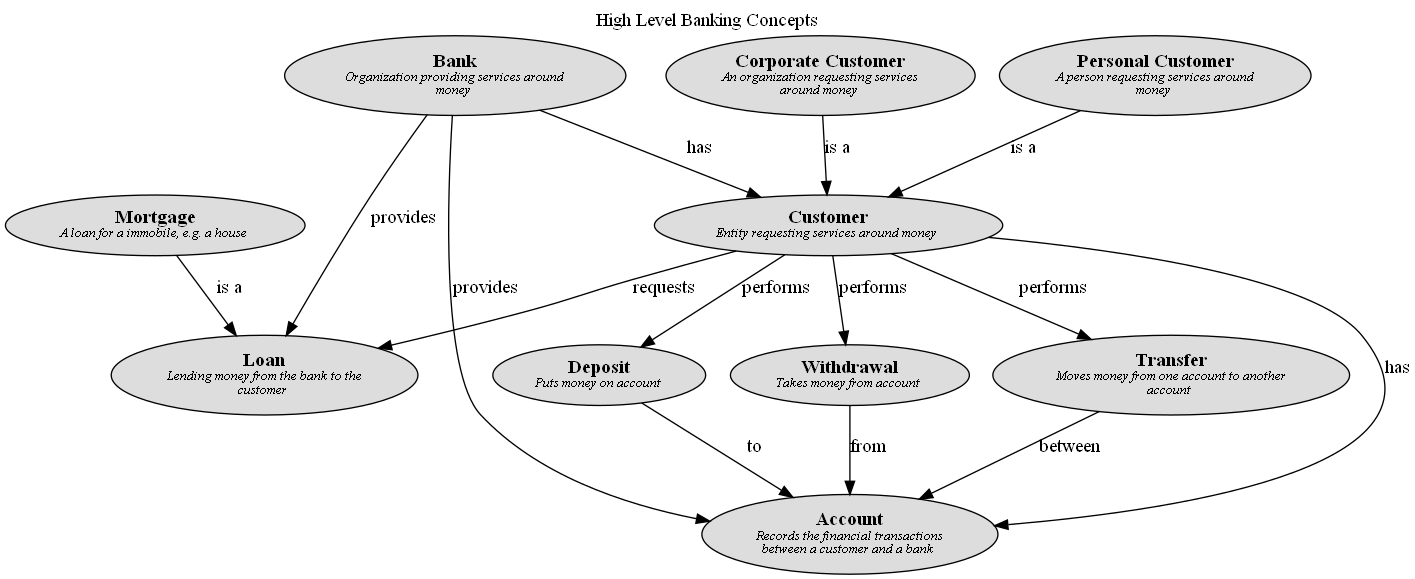 High Level Banking Concepts
Bank
Organization providing services around
money
Corporate Customer
An organization requesting services
around money
Personal Customer
A person requesting services around
money
has
is a
is a
Mortgage
A loan for a immobile, e.g. a house
provides
Customer
Entity requesting services around money
is a
provides
requests
performs
performs
performs
has
Loan
Lending money from the bank to the
customer
Deposit
Puts money on account
Withdrawal
Takes money from account
Transfer
Moves money from one account to another
account
to
from
between
Account
Records the financial transactions
between a customer and a bank